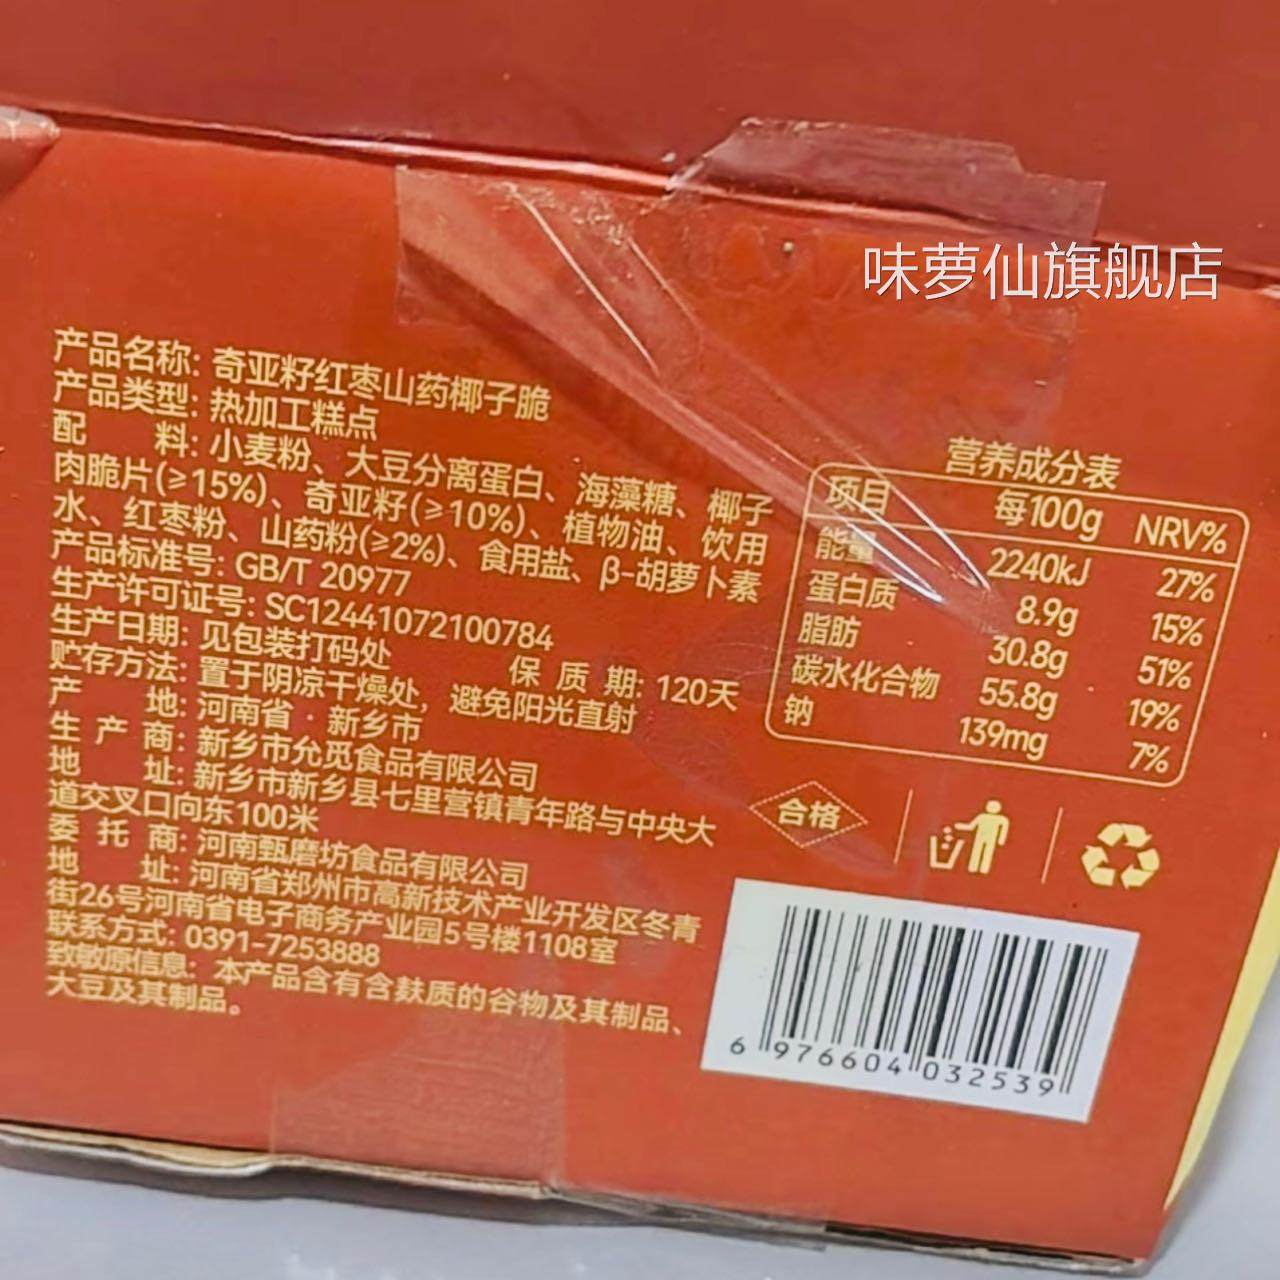 味萝仙旗舰店
产品名称: 奇亚籽红枣山药椰子脆
产品类型: 热加工糕点
配 料: 小麦粉、大豆分离蛋白、海藻糖、椰子
肉脆片(≥15%)、奇亚籽(≥10%)、植物油、饮用
水、红枣粉、山药粉(≥2%)、食用盐、β-胡萝卜素
产品标准号: GB/T 20977
生产许可证号: SC12441072100784
生产日期: 见包装打码处 保 质 期: 120天
贮存方法: 置于阴凉干燥处, 避免阳光直射
产 地: 河南省·新乡市
生 产 商: 新乡市允觅食品有限公司
地 址: 新乡市新乡县七里营镇青年路与中央大
道交叉口向东100米
委 托 商: 河南甄磨坊食品有限公司
地 址: 河南省郑州市高新技术产业开发区冬青
街26号河南省电子商务产业园5号楼1108室
联系方式: 0391-7253888
致敏原信息: 本产品含有含麸质的谷物及其制品、
大豆及其制品。
营养成分表
项目 每100g NRV%
能量 2240kJ 27%
蛋白质 8.9g 15%
脂肪 30.8g 51%
碳水化合物 55.8g 19%
钠 139mg 7%
合格
6 976604 032539